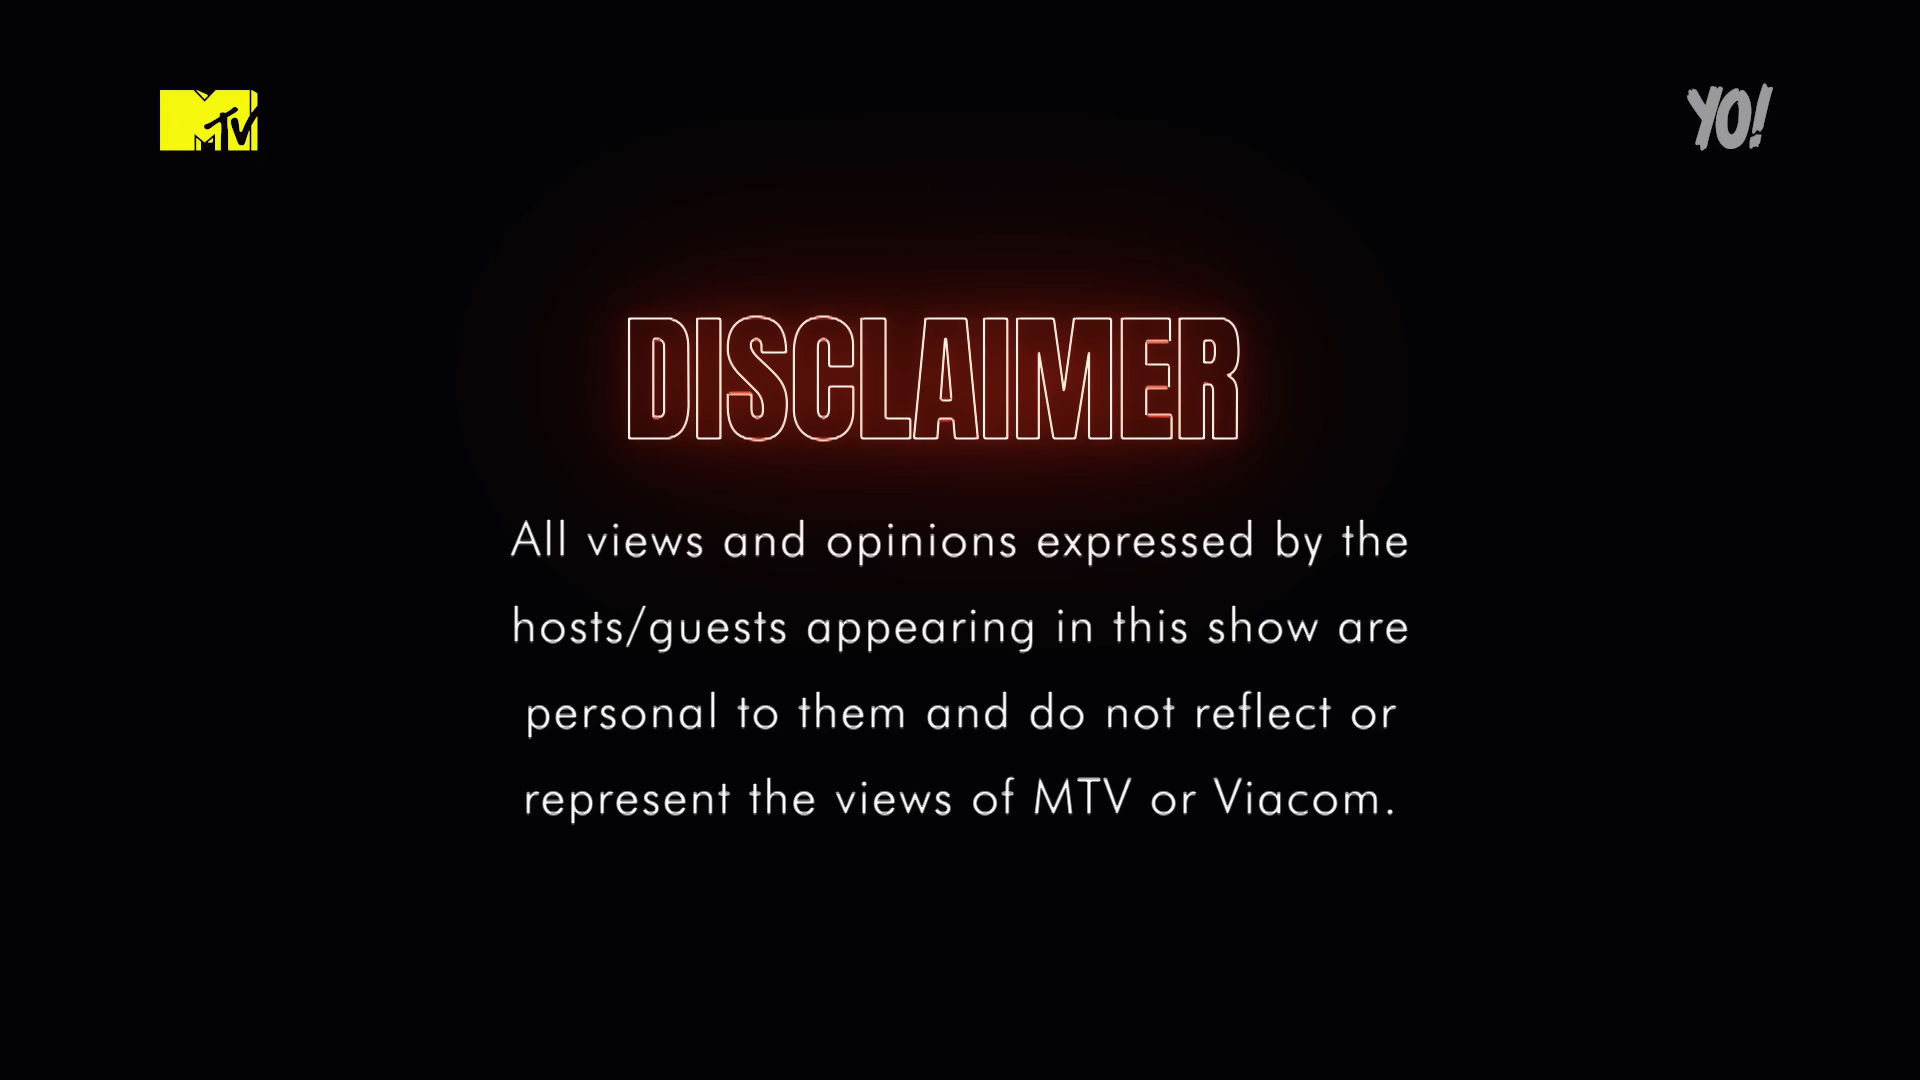 MTV
YO!
DISCLAIMER
All views and opinions expressed by the
hosts/guests appearing in this show are
personal to them and do not reflect or
represent the views of MTV or Viacom.